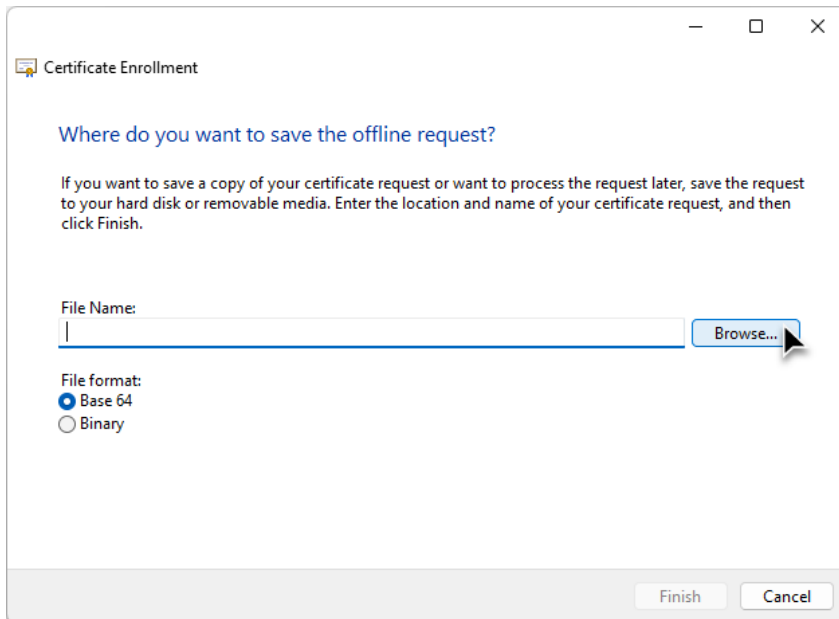 Certificate Enrollment
Where do you want to save the offline request?
If you want to save a copy of your certificate request or want to process the request later, save the request
to your hard disk or removable media. Enter the location and name of your certificate request, and then
click Finish.
File Name:
Browse...
File format:
Base 64
Binary
Finish
Cancel